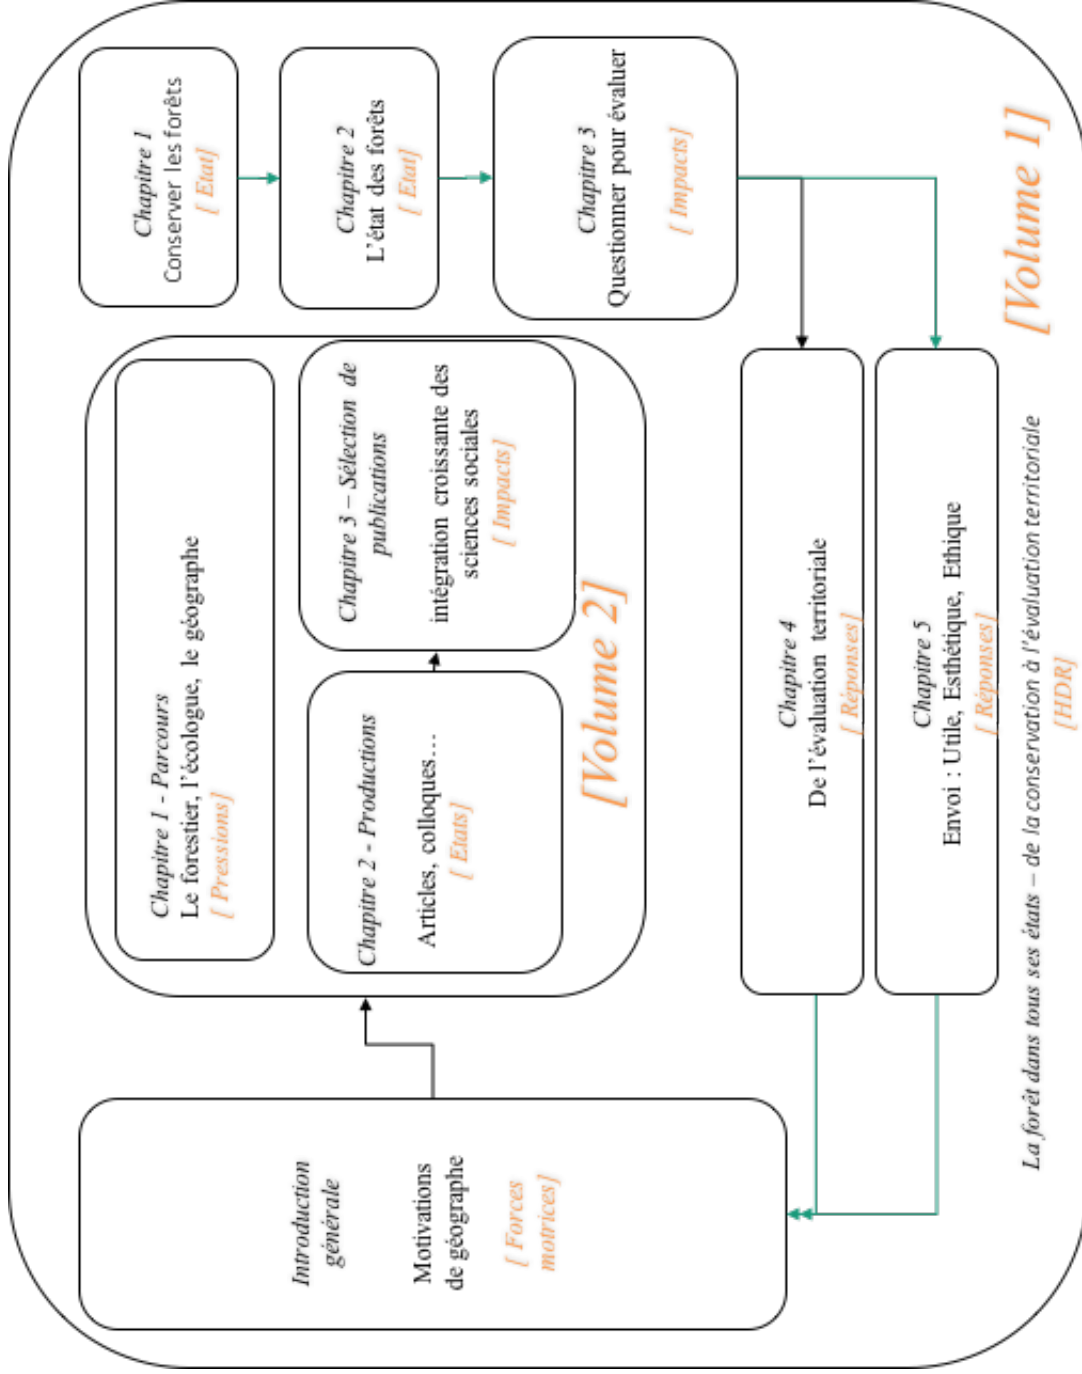 Introduction
générale
Motivations
de géographe
[ Forces
motrices]
Chapitre 1 - Parcours
Le forestier, l'écologue, le géographe
[ Pressions]
Chapitre 2 - Productions
Articles, colloques…
[ Etats]
Chapitre 3 – Sélection de
publications
intégration croissante des
sciences sociales
[ Impacts]
[Volume 2]
Chapitre 1
Conserver les forêts
[ Etat]
Chapitre 2
L'état des forêts
[ Etat]
Chapitre 3
Questionner pour évaluer
[ Impacts]
Chapitre 4
De l'évaluation territoriale
[ Réponses]
Chapitre 5
Envoi : Utile, Esthétique, Ethique
[ Réponses]
[Volume 1]
La forêt dans tous ses états – de la conservation à l'évaluation territoriale
[HDR]